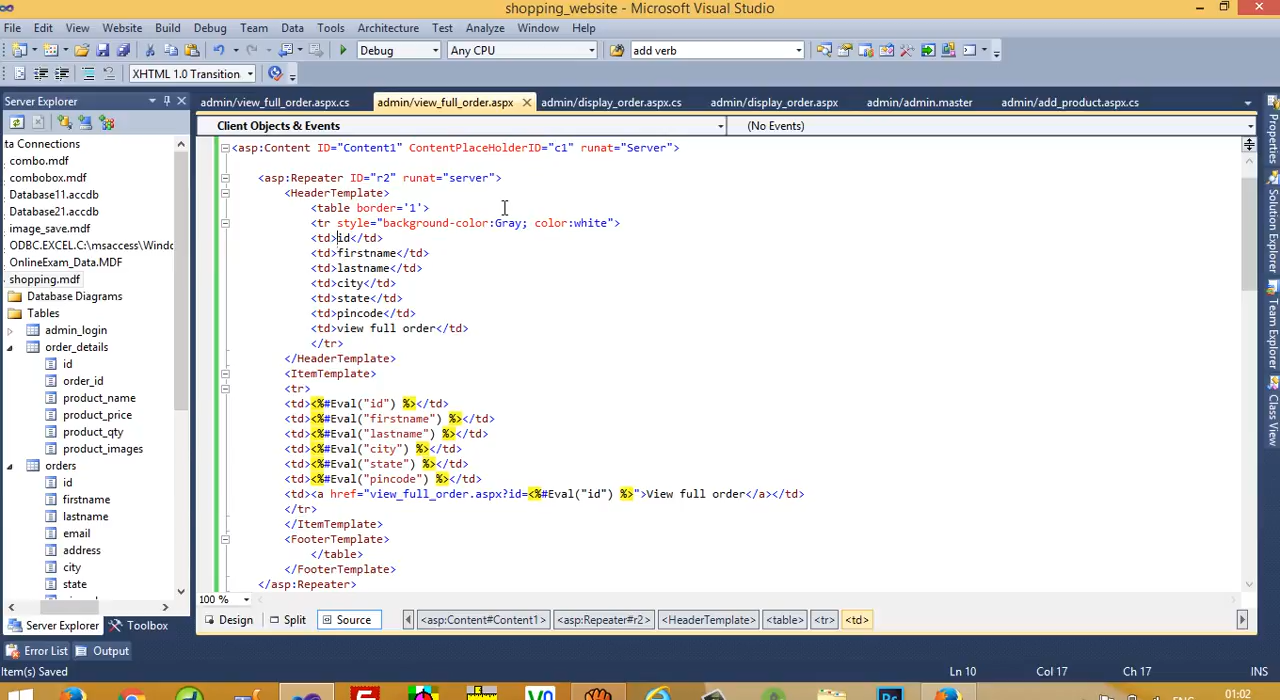 shopping_website - Microsoft Visual Studio
File Edit View Website Build Debug Team Data Tools Architecture Test Analyze Window Help
Debug Any CPU add verb
XHTML 1.0 Transition
Server Explorer
admin/view_full_order.aspx.cs admin/view_full_order.aspx admin/display_order.aspx.cs admin/display_order.aspx admin/admin.master admin/add_product.aspx.cs
Client Objects & Events (No Events)
ta Connections
combo.mdf
combobox.mdf
Database11.accdb
Database21.accdb
image_save.mdf
ODBC.EXCEL.C:\msaccess\Windo
OnlineExam_Data.MDF
shopping.mdf
Database Diagrams
Tables
admin_login
order_details
id
order_id
product_name
product_price
product_qty
product_images
orders
id
firstname
lastname
email
address
city
state
<asp:Content ID="Content1" ContentPlaceHolderID="c1" runat="Server">
<asp:Repeater ID="r2" runat="server">
<HeaderTemplate>
<table border='1'>
<tr style="background-color:Gray; color:white">
<td>id</td>
<td>firstname</td>
<td>lastname</td>
<td>city</td>
<td>state</td>
<td>pincode</td>
<td>view full order</td>
</tr>
</HeaderTemplate>
<ItemTemplate>
<tr>
<td><%#Eval("id") %></td>
<td><%#Eval("firstname") %></td>
<td><%#Eval("lastname") %></td>
<td><%#Eval("city") %></td>
<td><%#Eval("state") %></td>
<td><%#Eval("pincode") %></td>
<td><a href="view_full_order.aspx?id=<%#Eval("id") %>">View full order</a></td>
</tr>
</ItemTemplate>
<FooterTemplate>
</table>
</FooterTemplate>
</asp:Repeater>
Properties
Solution Explorer
Team Explorer
Class View
100 %
Server Explorer Toolbox
Design Split Source <asp:Content#Content1> <asp:Repeater#r2> <HeaderTemplate> <table> <tr> <td>
Error List Output
Item(s) Saved Ln 10 Col 17 Ch 17 INS
01:02